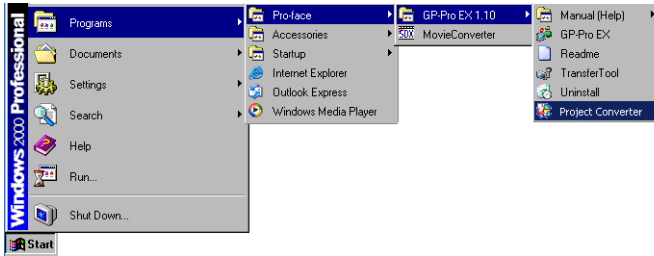 Windows 2000 Professional
Programs
Documents
Settings
Search
Help
Run...
Shut Down...
Start
Pro-face
Accessories
Startup
Internet Explorer
Outlook Express
Windows Media Player
GP-Pro EX 1.10
MovieConverter
Manual (Help)
GP-Pro EX
Readme
TransferTool
Uninstall
Project Converter